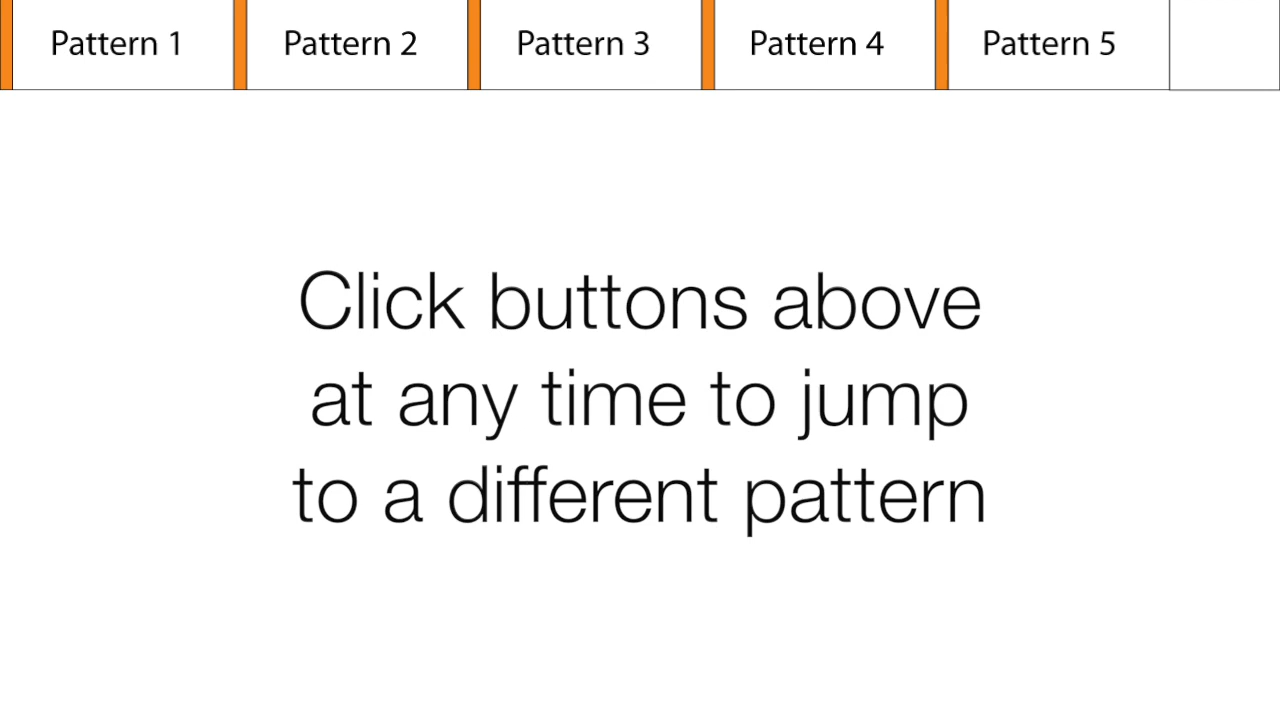 Pattern 1 Pattern 2 Pattern 3 Pattern 4 Pattern 5
Click buttons above
at any time to jump
to a different pattern